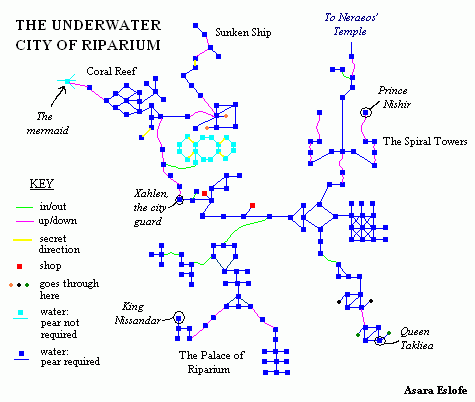 THE UNDERWATER
CITY OF RIPARIUM
Sunken Ship
To Neraeos'
Temple
Coral Reef
The
mermaid
Prince
Nishir
The Spiral Towers
KEY
in/out
up/down
secret
direction
shop
goes through
here
water:
pear not
required
water:
pear required
Xahlen,
the city
guard
King
Nissandar
The Palace of
Riparium
Queen
Takliea
Asara Eslofe